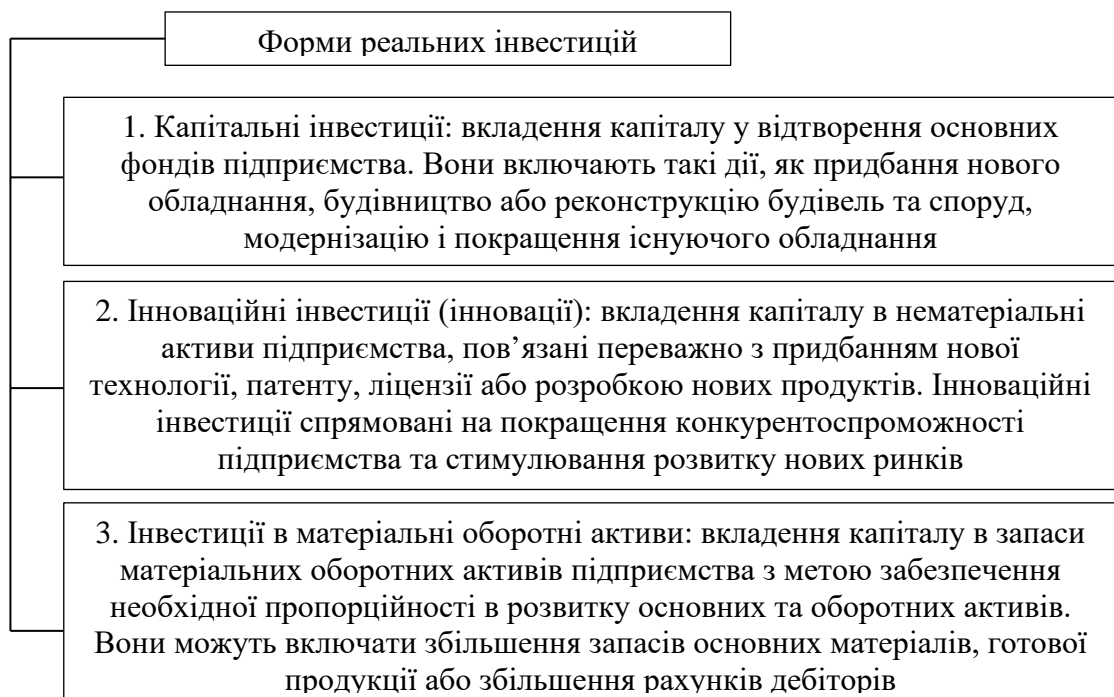 Форми реальних інвестицій
1. Капітальні інвестиції: вкладення капіталу у відтворення основних
фондів підприємства. Вони включають такі дії, як придбання нового
обладнання, будівництво або реконструкцію будівель та споруд,
модернізацію і покращення існуючого обладнання
2. Інноваційні інвестиції (інновації): вкладення капіталу в нематеріальні
активи підприємства, пов’язані переважно з придбанням нової
технології, патенту, ліцензії або розробкою нових продуктів. Інноваційні
інвестиції спрямовані на покращення конкурентоспроможності
підприємства та стимулювання розвитку нових ринків
3. Інвестиції в матеріальні оборотні активи: вкладення капіталу в запаси
матеріальних оборотних активів підприємства з метою забезпечення
необхідної пропорційності в розвитку основних та оборотних активів.
Вони можуть включати збільшення запасів основних матеріалів, готової
продукції або збільшення рахунків дебіторів